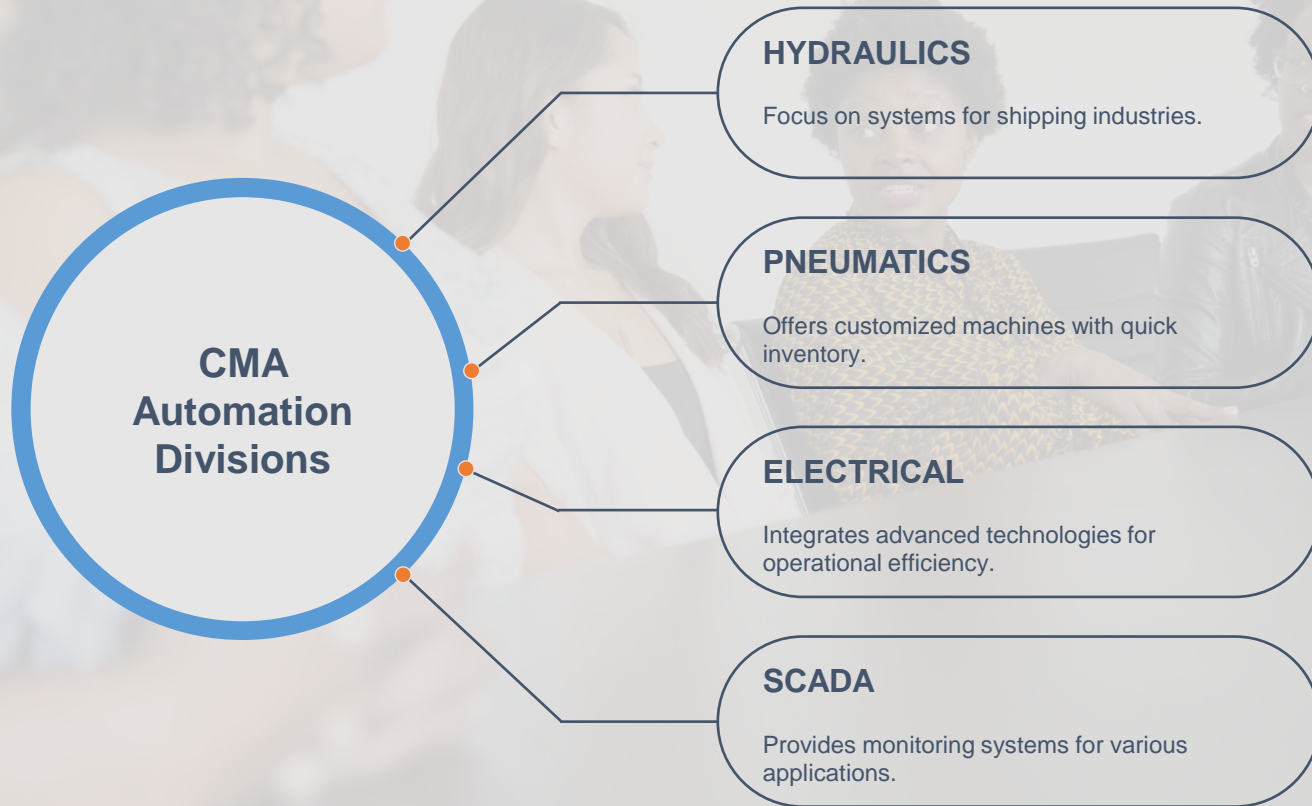 CMA
Automation
Divisions
HYDRAULICS
Focus on systems for shipping industries.
PNEUMATICS
Offers customized machines with quick
inventory.
ELECTRICAL
Integrates advanced technologies for
operational efficiency.
SCADA
Provides monitoring systems for various
applications.